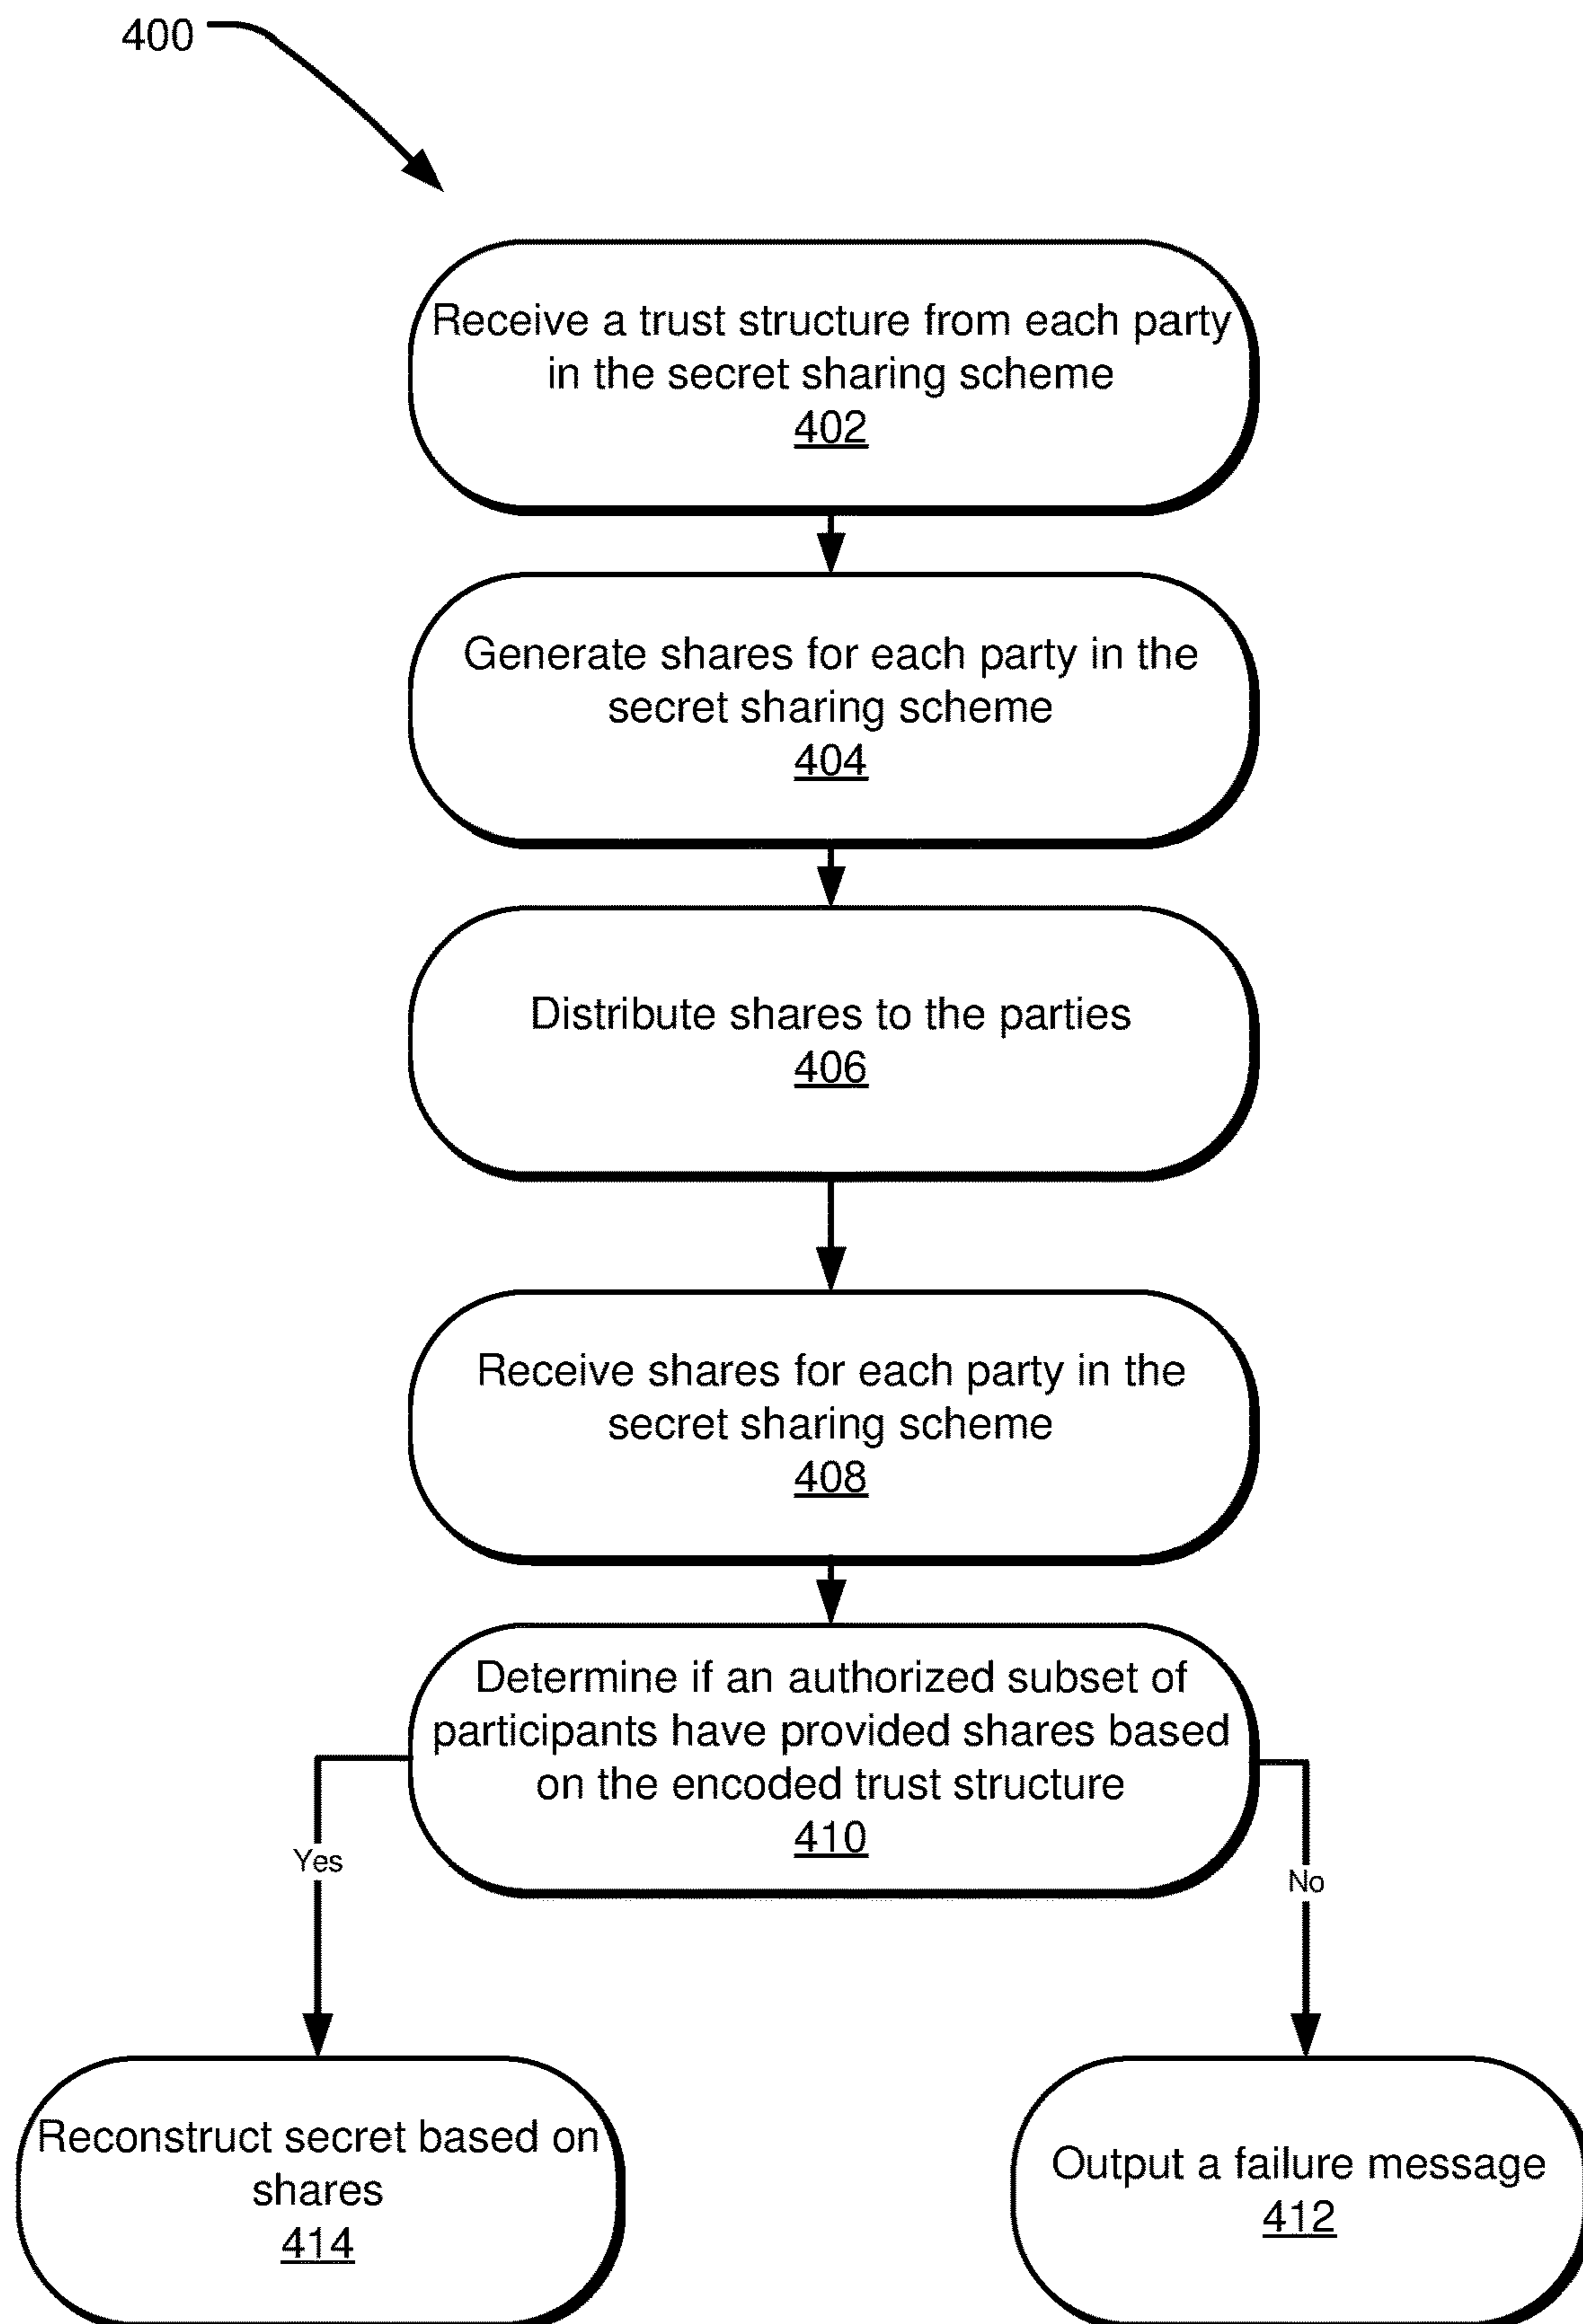 400
Receive a trust structure from each party
in the secret sharing scheme
402
Generate shares for each party in the
secret sharing scheme
404
Distribute shares to the parties
406
Receive shares for each party in the
secret sharing scheme
408
Determine if an authorized subset of
participants have provided shares based
on the encoded trust structure
410
Yes
No
Reconstruct secret based on
shares
414
Output a failure message
412